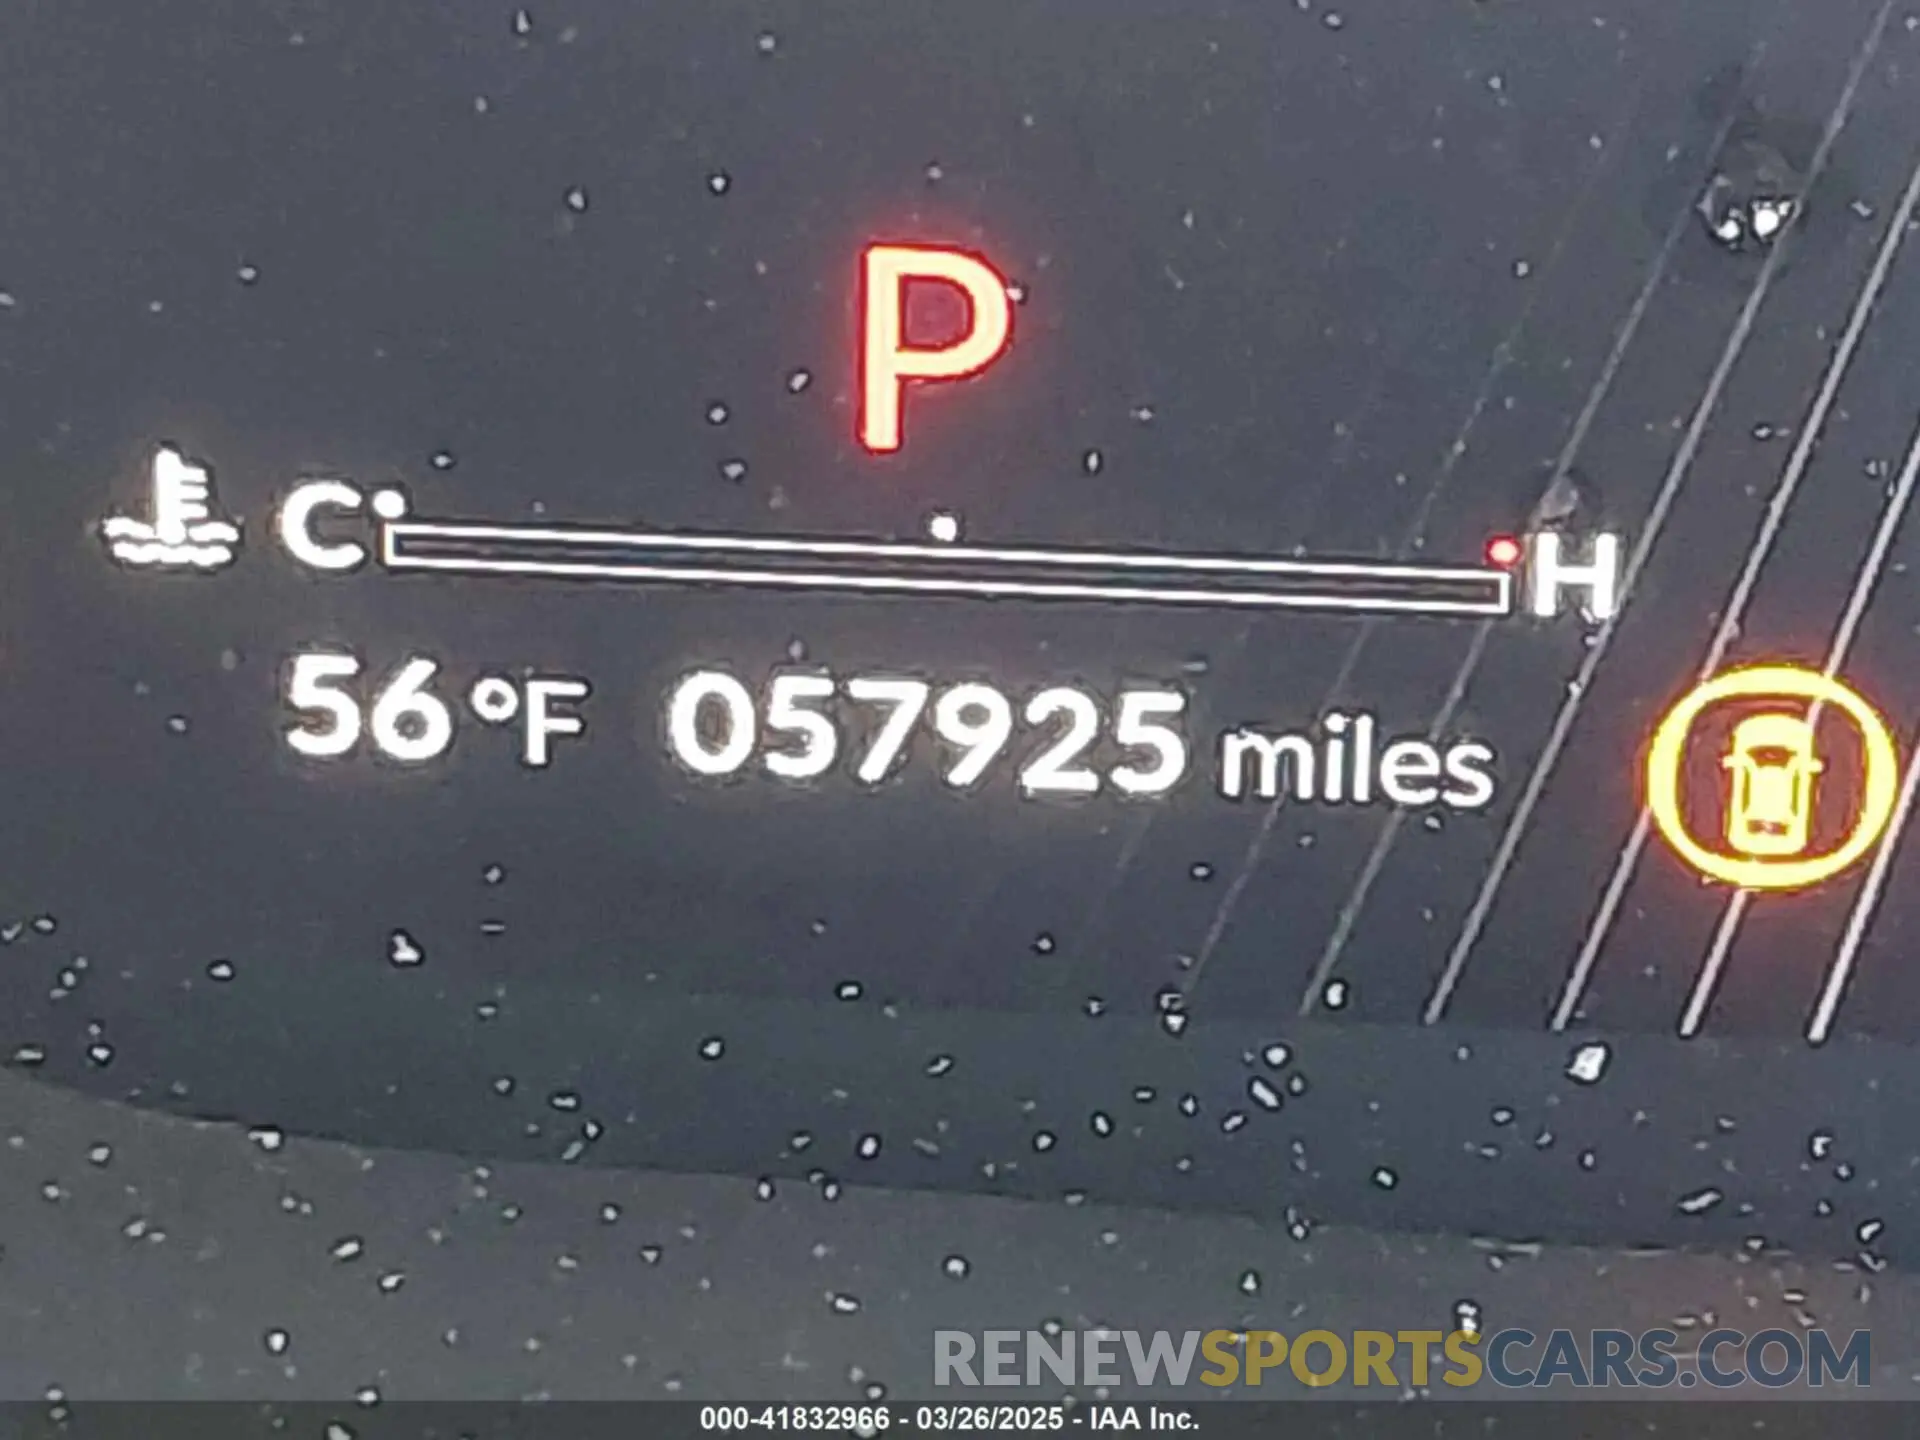 P
C H
56 °F 057925 miles
RENEWSPORTSCARS.COM
000-41832966 - 03/26/2025 - IAA Inc.